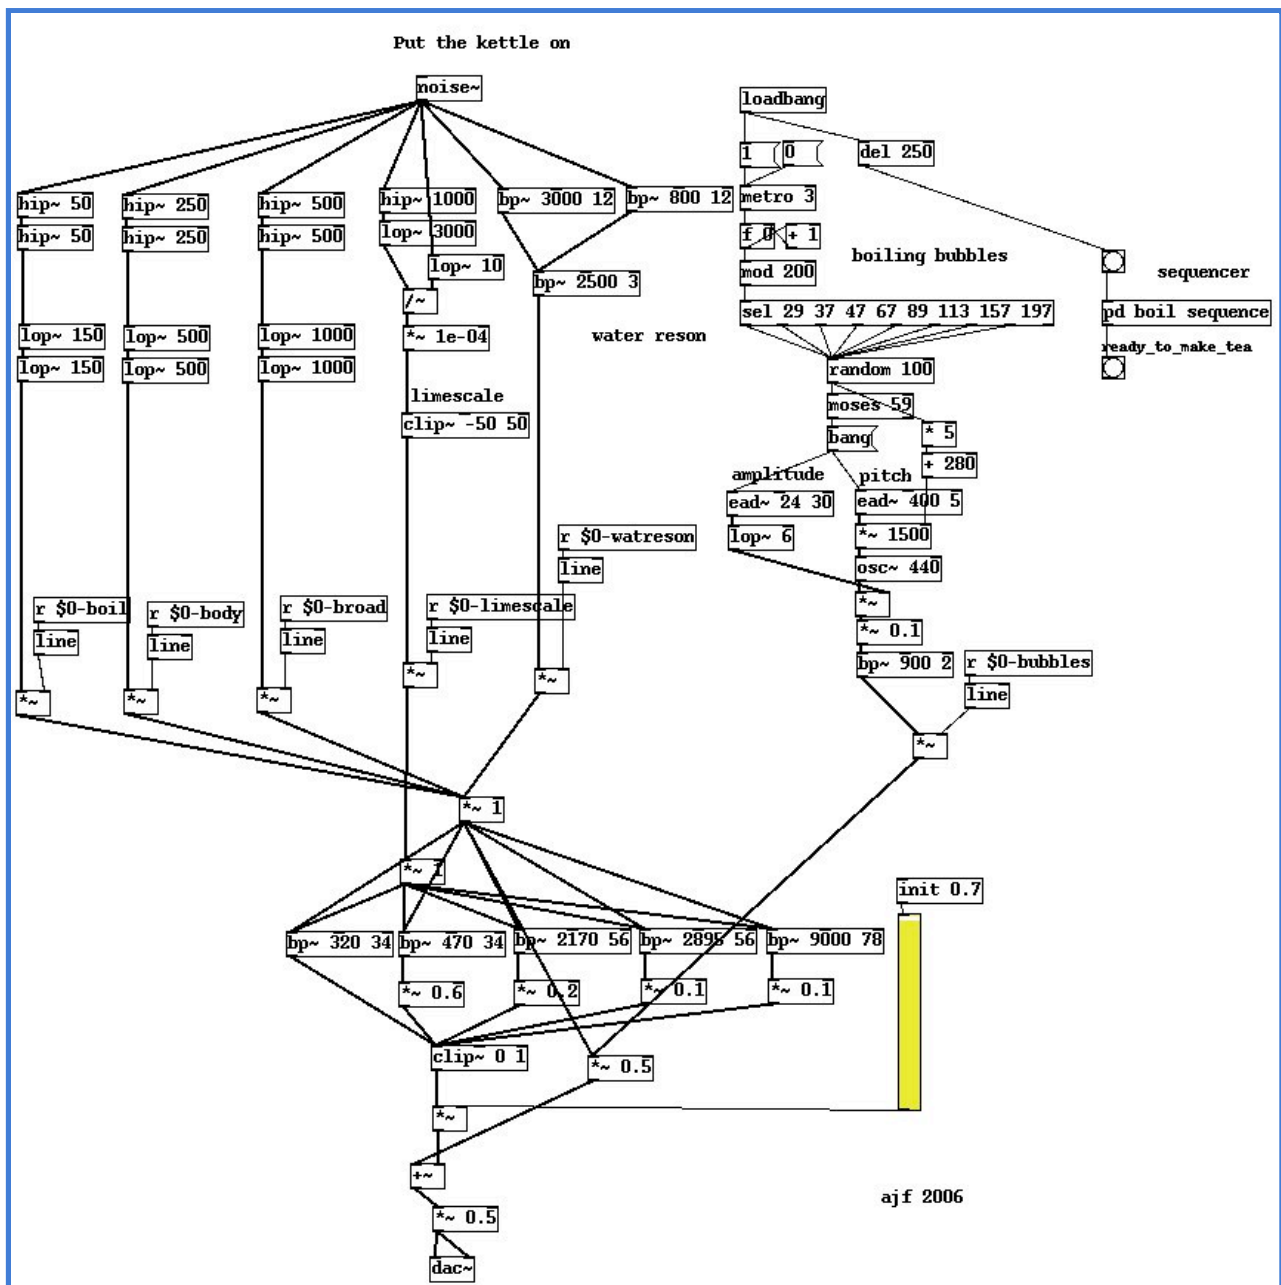 Put the kettle on
noise~
loadbang
1
0
del 250
hip~ 50
hip~ 250
hip~ 500
hip~ 1000
bp~ 3000 12
bp~ 800 12
metro 3
hip~ 50
hip~ 250
hip~ 500
lop~ 3000
f 0
+ 1
boiling bubbles
lop~ 10
bp~ 2500 3
mod 200
sequencer
/~
sel 29 37 47 67 89 113 157 197
pd boil sequence
lop~ 150
lop~ 500
lop~ 1000
*~ 1e-04
water reson
ready_to_make_tea
lop~ 150
lop~ 500
lop~ 1000
random 100
limescale
moses 59
clip~ -50 50
bang
* 5
+ 280
amplitude
pitch
ead~ 24 30
ead~ 400 5
r $0-watreson
lop~ 6
*~ 1500
line
osc~ 440
r $0-boil
r $0-body
r $0-broad
r $0-limescale
*~
line
line
line
line
*~ 0.1
bp~ 900 2
r $0-bubbles
*~
*~
*~
*~
*~
line
*~
*~ 1
*~ 1
init 0.7
bp~ 320 34
bp~ 470 34
bp~ 2170 56
bp~ 2895 56
bp~ 9000 78
*~ 0.6
*~ 0.2
*~ 0.1
*~ 0.1
clip~ 0 1
*~ 0.5
*~
+~
ajf 2006
*~ 0.5
dac~